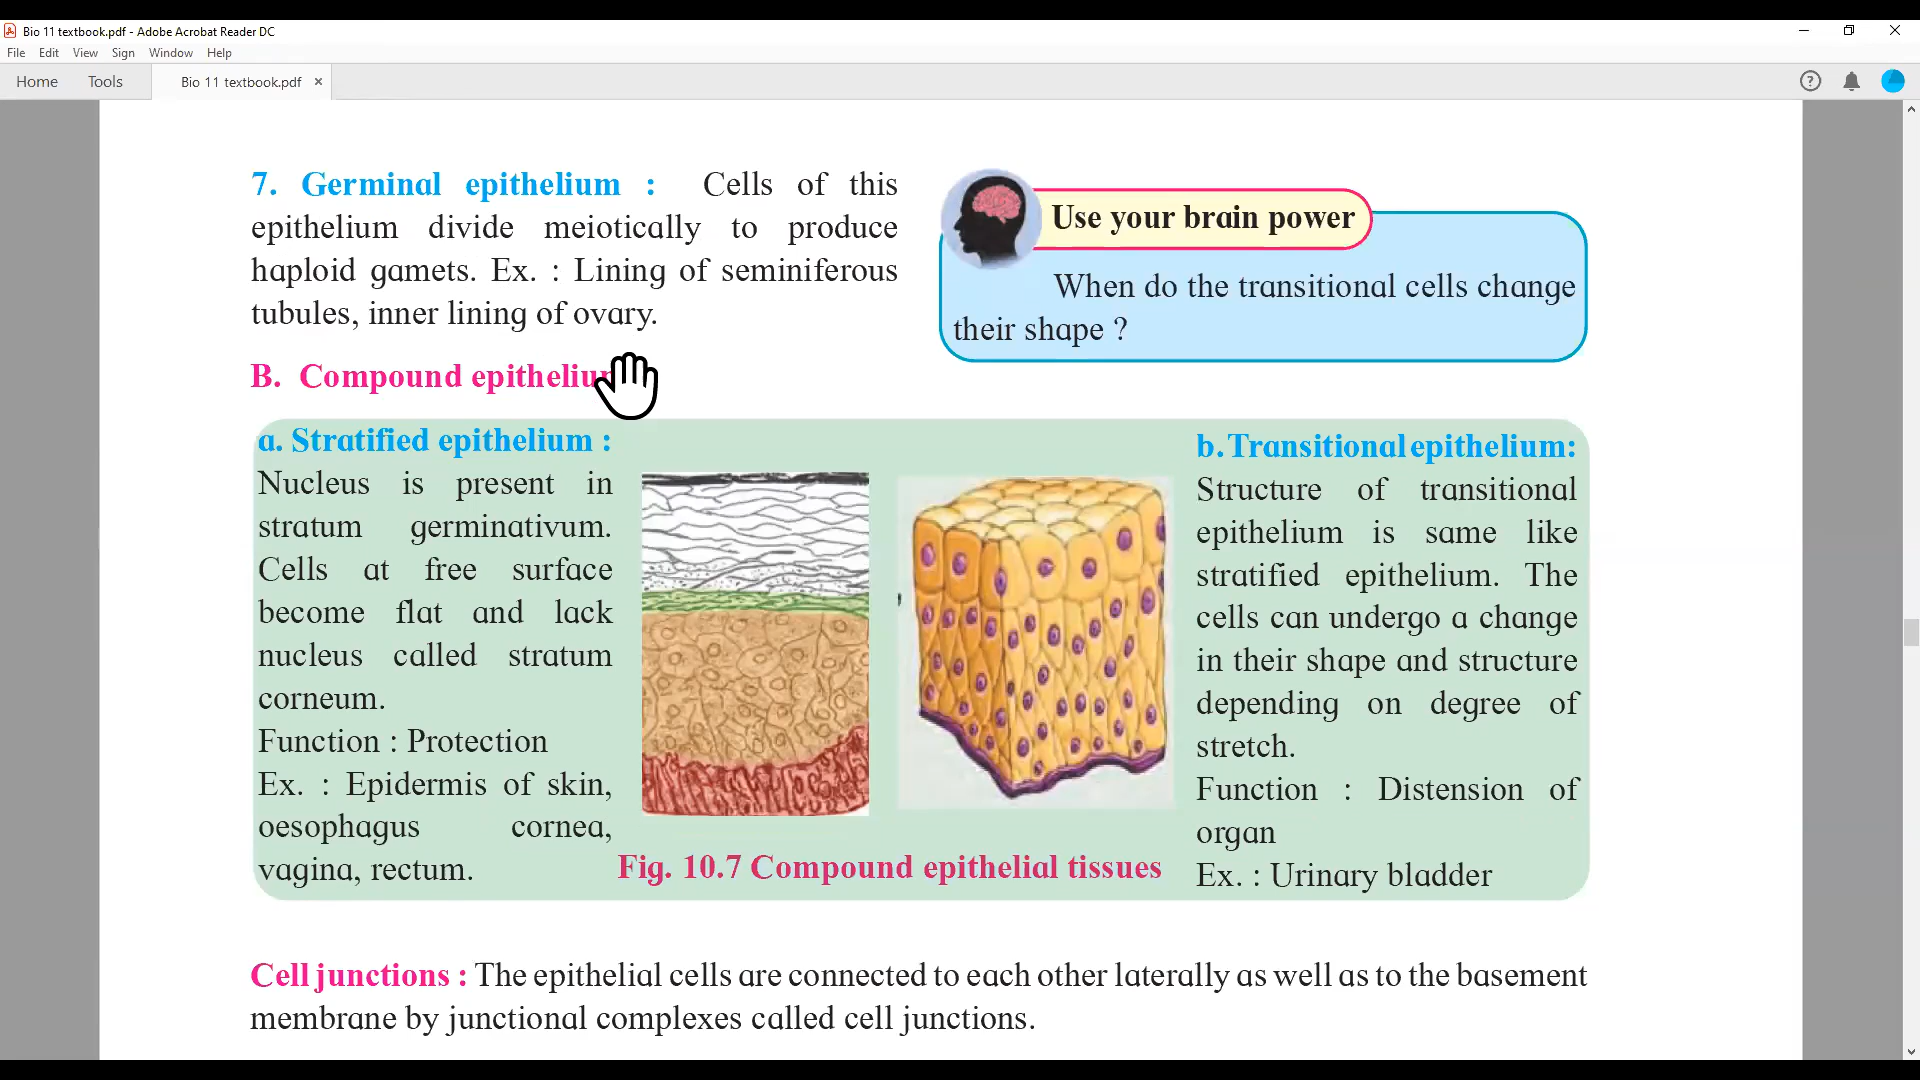 Bio 11 textbook.pdf - Adobe Acrobat Reader DC
File Edit View Sign Window Help
Home Tools Bio 11 textbook.pdf ×
7. Germinal epithelium : Cells of this
epithelium divide meiotically to produce
haploid gamets. Ex. : Lining of seminiferous
tubules, inner lining of ovary.
Use your brain power
When do the transitional cells change
their shape ?
B. Compound
a. Stratified epithelium :
Nucleus is present in
stratum germinativum.
Cells at free surface
become flat and lack
nucleus called stratum
corneum.
Function : Protection
Ex. : Epidermis of skin,
oesophagus cornea,
vagina, rectum.
Fig. 10.7 Compound epithelial tissues
b. Transitional epithelium:
Structure of transitional
epithelium is same like
stratified epithelium. The
cells can undergo a change
in their shape and structure
depending on degree of
stretch.
Function : Distension of
organ
Ex. : Urinary bladder
Cell junctions : The epithelial cells are connected to each other laterally as well as to the basement
membrane by junctional complexes called cell junctions.